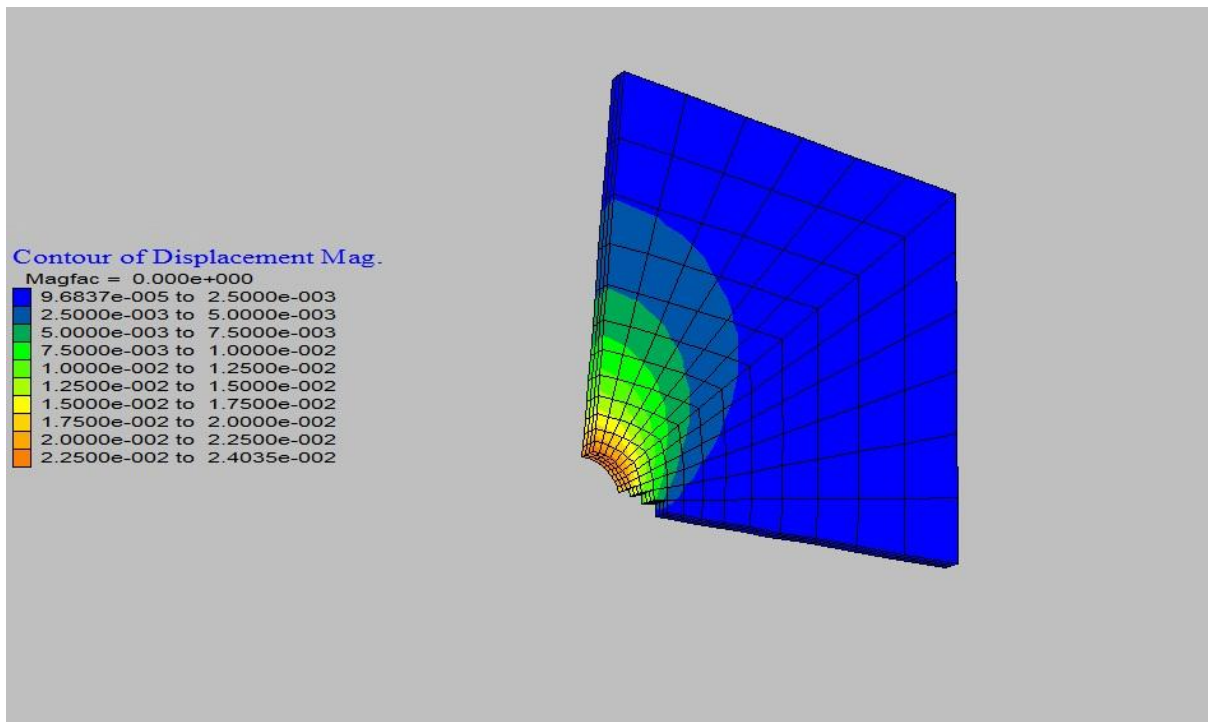 Contour of Displacement Mag.
Magfac = 0.000e+000
9.6837e-005 to 2.5000e-003
2.5000e-003 to 5.0000e-003
5.0000e-003 to 7.5000e-003
7.5000e-003 to 1.0000e-002
1.0000e-002 to 1.2500e-002
1.2500e-002 to 1.5000e-002
1.5000e-002 to 1.7500e-002
1.7500e-002 to 2.0000e-002
2.0000e-002 to 2.2500e-002
2.2500e-002 to 2.4035e-002